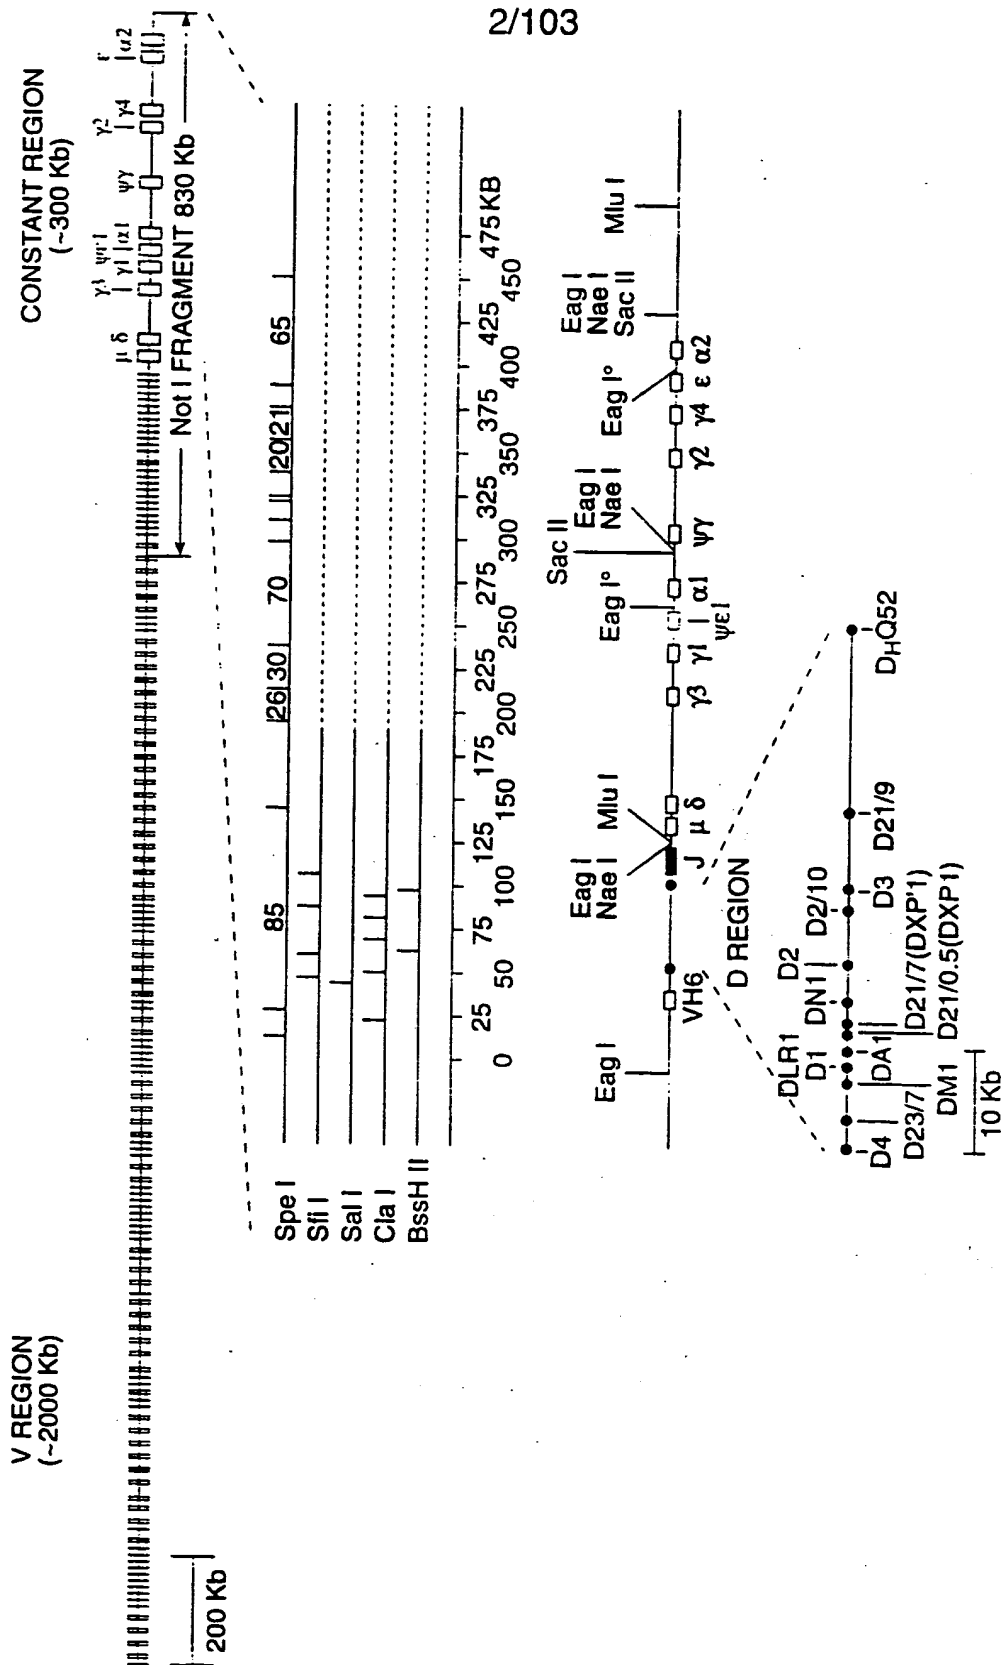 2/103
V REGION
(~2000 Kb)
CONSTANT REGION
(~300 Kb)
μ δ
γ3 γ1 α1
ψγ
γ2 γ4
ε α2
Not I FRAGMENT 830 Kb
200 Kb
Spe I
85 26 30 70 20 21 65
Sfi I
Sal I
Cla I
BssH II
0 25 50 75 100 125 150 175 200 225 250 275 300 325 350 375 400 425 450 475 KB
Eag I
Eag I
Nae I
Mlu I
Eag I°
Sac II
Eag I
Nae I
Eag I°
Eag I
Nae I
Sac II
Mlu I
VH6 J μ δ γ3 γ1 ψε1 α1 ψγ γ2 γ4 ε α2
D REGION
DLR1
D1
DN1
D2
D2/10
D4
D23/7
DM1
DA1
D21/0.5(DXP1)
D21/7(DXP'1)
D3
D21/9
DHQ52
10 Kb